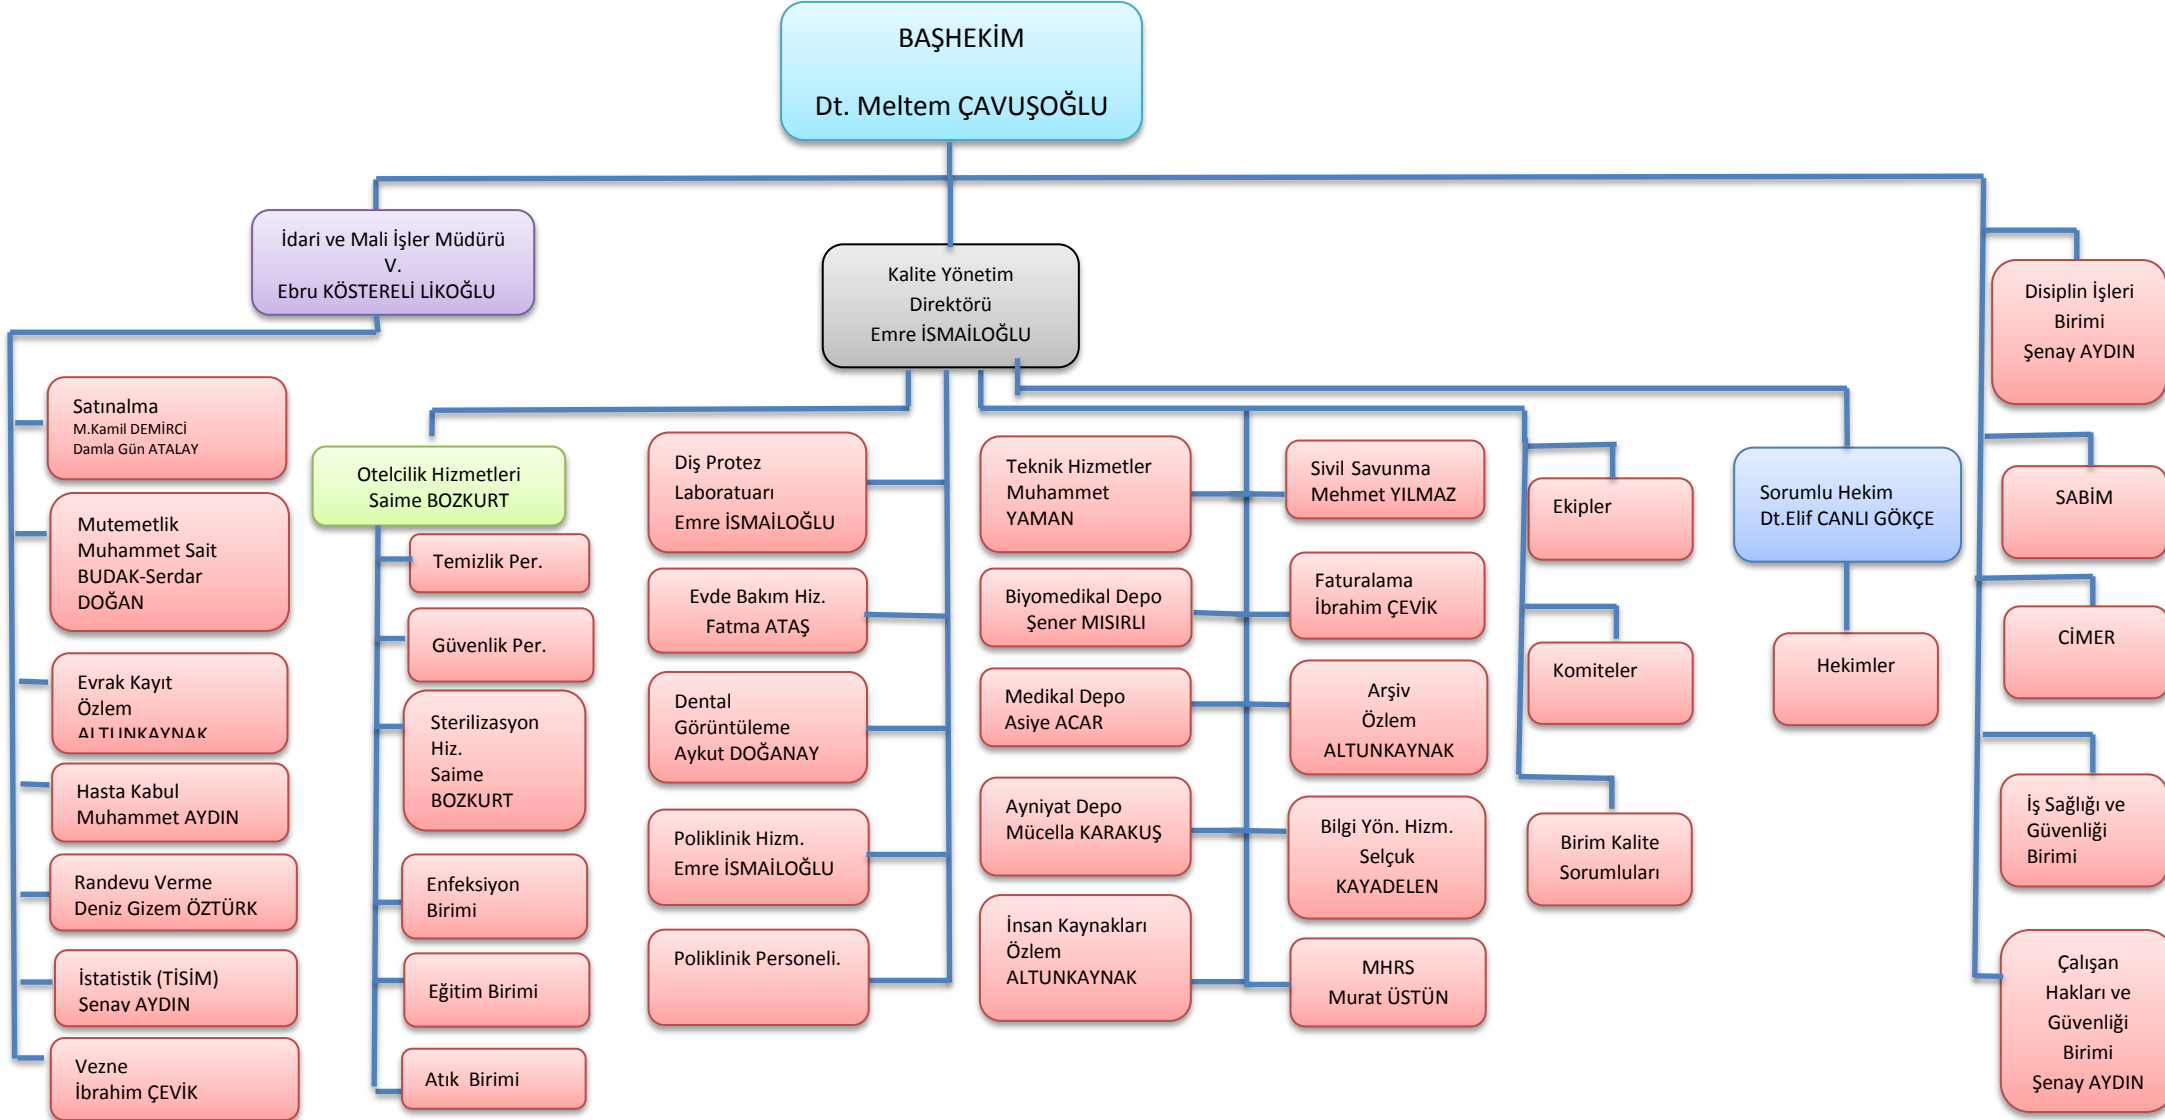 BAŞHEKİM
Dt. Meltem ÇAVUŞOĞLU
İdari ve Mali İşler Müdürü
V.
Ebru KÖSTERELİ LİKOĞLU
Kalite Yönetim
Direktörü
Emre İSMAİLOĞLU
Disiplin İşleri
Birimi
Şenay AYDIN
SABİM
CİMER
İş Sağlığı ve
Güvenliği
Birimi
Çalışan
Hakları ve
Güvenliği
Birimi
Şenay AYDIN
Satınalma
M.Kamil DEMİRCİ
Damla Gün ATALAY
Mutemetlik
Muhammet Sait
BUDAK-Serdar
DOĞAN
Evrak Kayıt
Özlem
ALTUNKAYNAK
Hasta Kabul
Muhammet AYDIN
Randevu Verme
Deniz Gizem ÖZTÜRK
İstatistik (TİSİM)
Şenay AYDIN
Vezne
İbrahim ÇEVİK
Otelcilik Hizmetleri
Saime BOZKURT
Temizlik Per.
Güvenlik Per.
Sterilizasyon
Hiz.
Saime
BOZKURT
Enfeksiyon
Birimi
Eğitim Birimi
Atık Birimi
Diş Protez
Laboratuarı
Emre İSMAİLOĞLU
Evde Bakım Hiz.
Fatma ATAŞ
Dental
Görüntüleme
Aykut DOĞANAY
Poliklinik Hizm.
Emre İSMAİLOĞLU
Poliklinik Personeli.
Teknik Hizmetler
Muhammet
YAMAN
Biyomedikal Depo
Şener MISIRLI
Medikal Depo
Asiye ACAR
Ayniyat Depo
Mücella KARAKUŞ
İnsan Kaynakları
Özlem
ALTUNKAYNAK
Sivil Savunma
Mehmet YILMAZ
Faturalama
İbrahim ÇEVİK
Arşiv
Özlem
ALTUNKAYNAK
Bilgi Yön. Hizm.
Selçuk
KAYADELEN
MHRS
Murat ÜSTÜN
Ekipler
Komiteler
Birim Kalite
Sorumluları
Sorumlu Hekim
Dt.Elif CANLI GÖKÇE
Hekimler